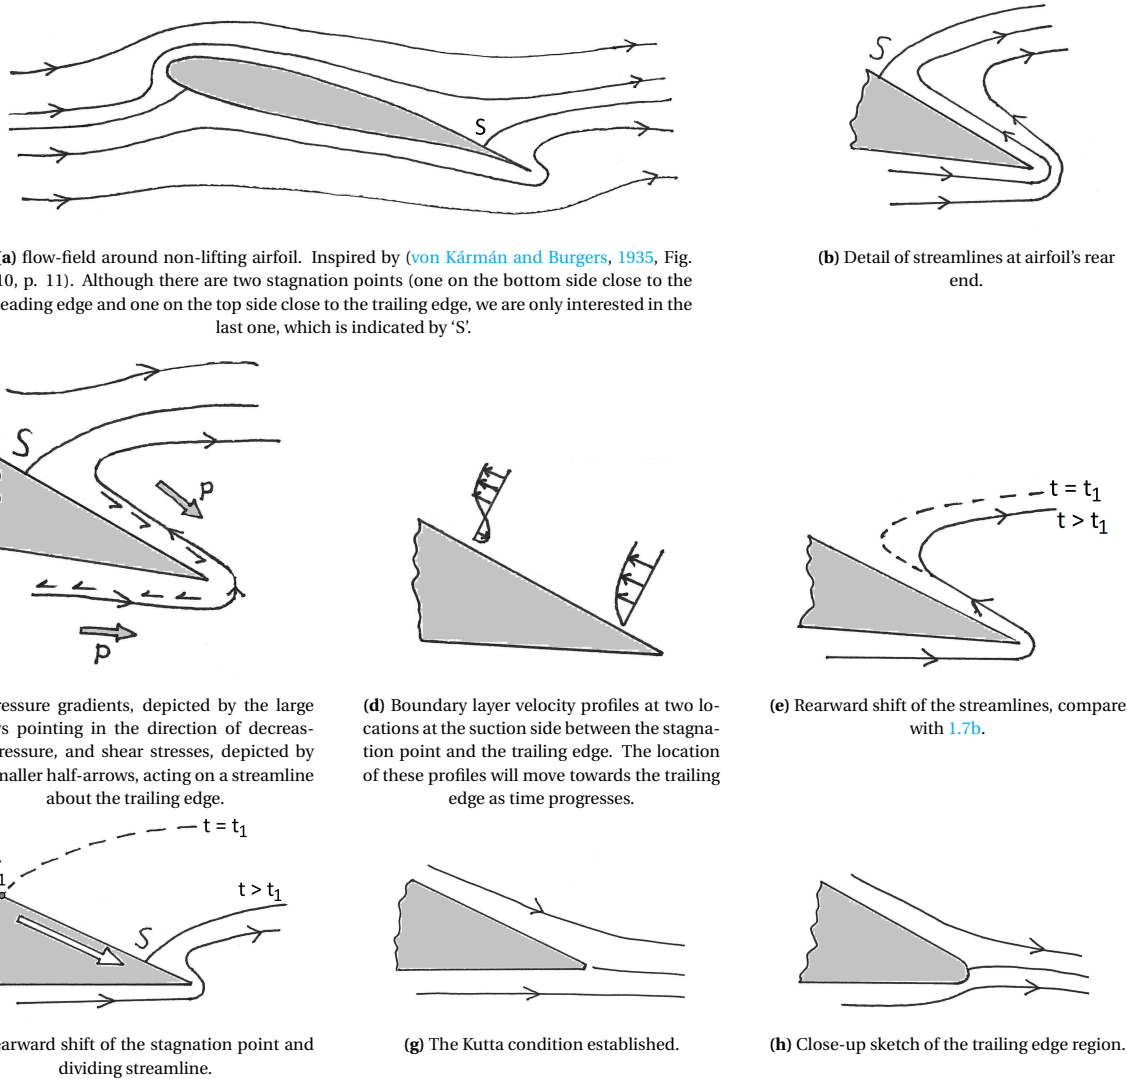 S
(a) flow-field around non-lifting airfoil. Inspired by (von Kármán and Burgers, 1935, Fig.
10, p. 11). Although there are two stagnation points (one on the bottom side close to the
leading edge and one on the top side close to the trailing edge, we are only interested in the
last one, which is indicated by ‘S’.
S
(b) Detail of streamlines at airfoil’s rear
end.
S
p
p
ressure gradients, depicted by the large
s pointing in the direction of decreas-
ressure, and shear stresses, depicted by
maller half-arrows, acting on a streamline
about the trailing edge.
(d) Boundary layer velocity profiles at two lo-
cations at the suction side between the stagna-
tion point and the trailing edge. The location
of these profiles will move towards the trailing
edge as time progresses.
t = t1
t > t1
(e) Rearward shift of the streamlines, compare
with 1.7b.
t = t1
1
t > t1
S
earward shift of the stagnation point and
dividing streamline.
(g) The Kutta condition established.
(h) Close-up sketch of the trailing edge region.